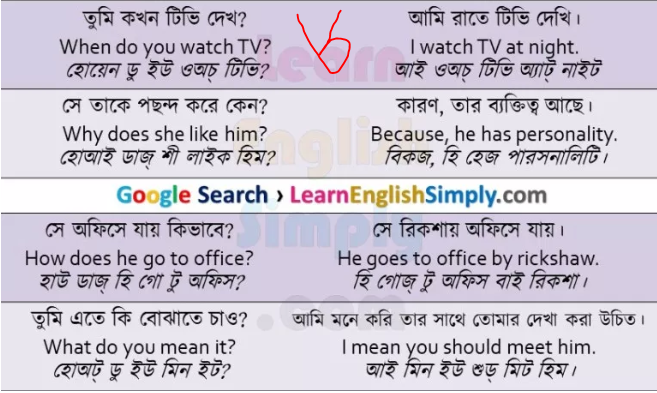 তুমি কখন টিভি দেখ?
When do you watch TV?
হোয়েন ডু ইউ ওঅচ্ টিভি?
আমি রাতে টিভি দেখি।
I watch TV at night.
আই ওঅচ্ টিভি অ্যাট্ নাইট
সে তাকে পছন্দ করে কেন?
Why does she like him?
হোআই ডাজ্ শী লাইক হিম?
কারণ, তার ব্যক্তিত্ব আছে।
Because, he has personality.
বিকজ, হি হেজ পারসনালিটি।
Google Search › LearnEnglishSimply.com
সে অফিসে যায় কিভাবে?
How does he go to office?
হাউ ডাজ্ হি গো টু অফিস?
সে রিকশায় অফিসে যায়।
He goes to office by rickshaw.
হি গোজ্ টু অফিস বাই রিকশা।
তুমি এতে কি বোঝাতে চাও?
What do you mean it?
হোঅট্ ডু ইউ মিন ইট?
আমি মনে করি তার সাথে তোমার দেখা করা উচিত।
I mean you should meet him.
আই মিন ইউ শুড্ মিট হিম।
Learn
English
Simply
.com